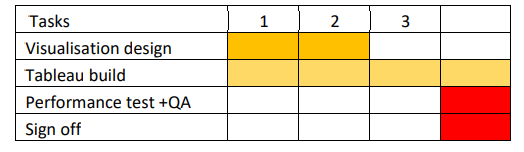 Tasks 1 2 3
Visualisation design
Tableau build
Performance test +QA
Sign off